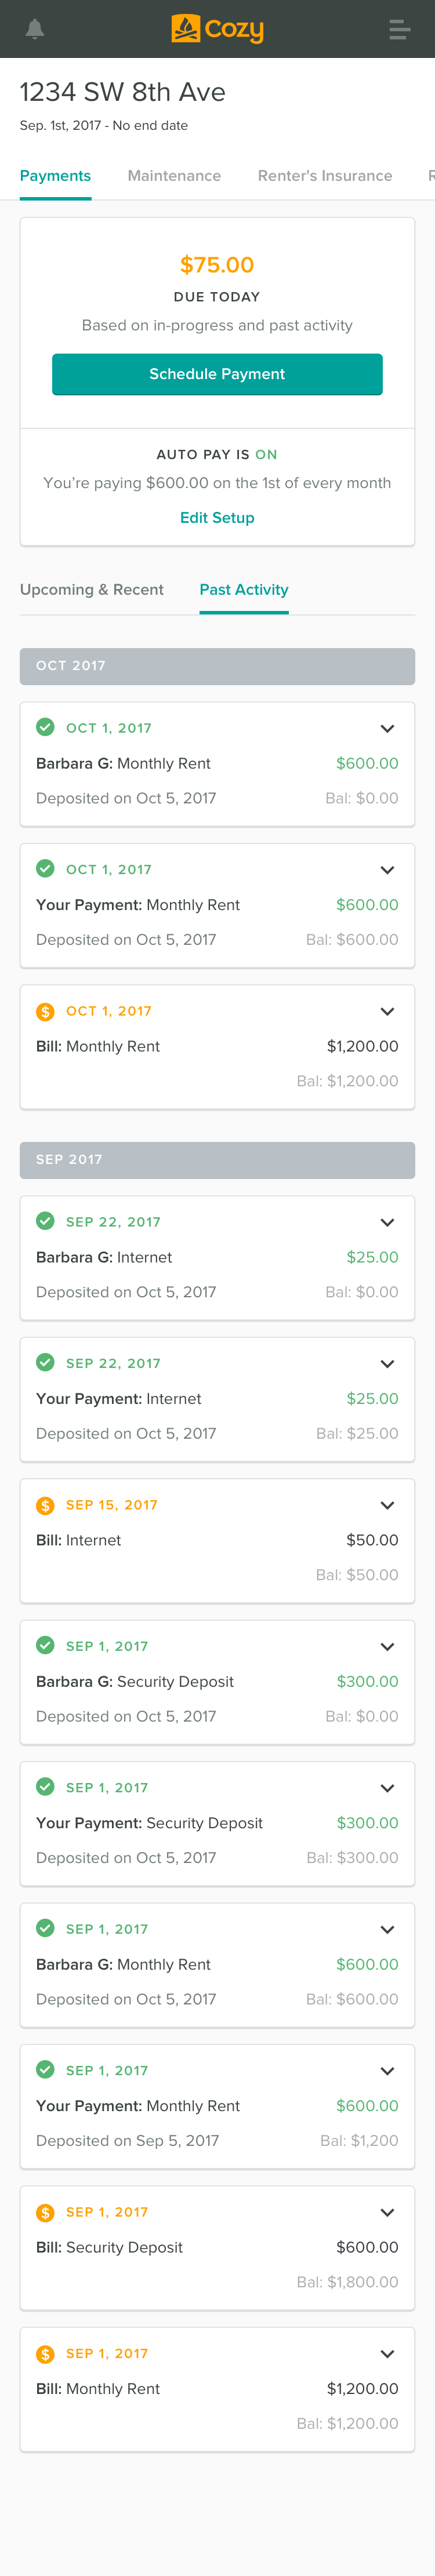 Cozy
1234 SW 8th Ave
Sep. 1st, 2017 - No end date
Payments Maintenance Renter's Insurance R
$75.00
DUE TODAY
Based on in-progress and past activity
Schedule Payment
AUTO PAY IS ON
You're paying $600.00 on the 1st of every month
Edit Setup
Upcoming & Recent Past Activity
OCT 2017
OCT 1, 2017
Barbara G: Monthly Rent $600.00
Deposited on Oct 5, 2017 Bal: $0.00
OCT 1, 2017
Your Payment: Monthly Rent $600.00
Deposited on Oct 5, 2017 Bal: $600.00
$ OCT 1, 2017
Bill: Monthly Rent $1,200.00
Bal: $1,200.00
SEP 2017
SEP 22, 2017
Barbara G: Internet $25.00
Deposited on Oct 5, 2017 Bal: $0.00
SEP 22, 2017
Your Payment: Internet $25.00
Deposited on Oct 5, 2017 Bal: $25.00
$ SEP 15, 2017
Bill: Internet $50.00
Bal: $50.00
SEP 1, 2017
Barbara G: Security Deposit $300.00
Deposited on Oct 5, 2017 Bal: $0.00
SEP 1, 2017
Your Payment: Security Deposit $300.00
Deposited on Oct 5, 2017 Bal: $300.00
SEP 1, 2017
Barbara G: Monthly Rent $600.00
Deposited on Oct 5, 2017 Bal: $600.00
SEP 1, 2017
Your Payment: Monthly Rent $600.00
Deposited on Sep 5, 2017 Bal: $1,200
$ SEP 1, 2017
Bill: Security Deposit $600.00
Bal: $1,800.00
$ SEP 1, 2017
Bill: Monthly Rent $1,200.00
Bal: $1,200.00